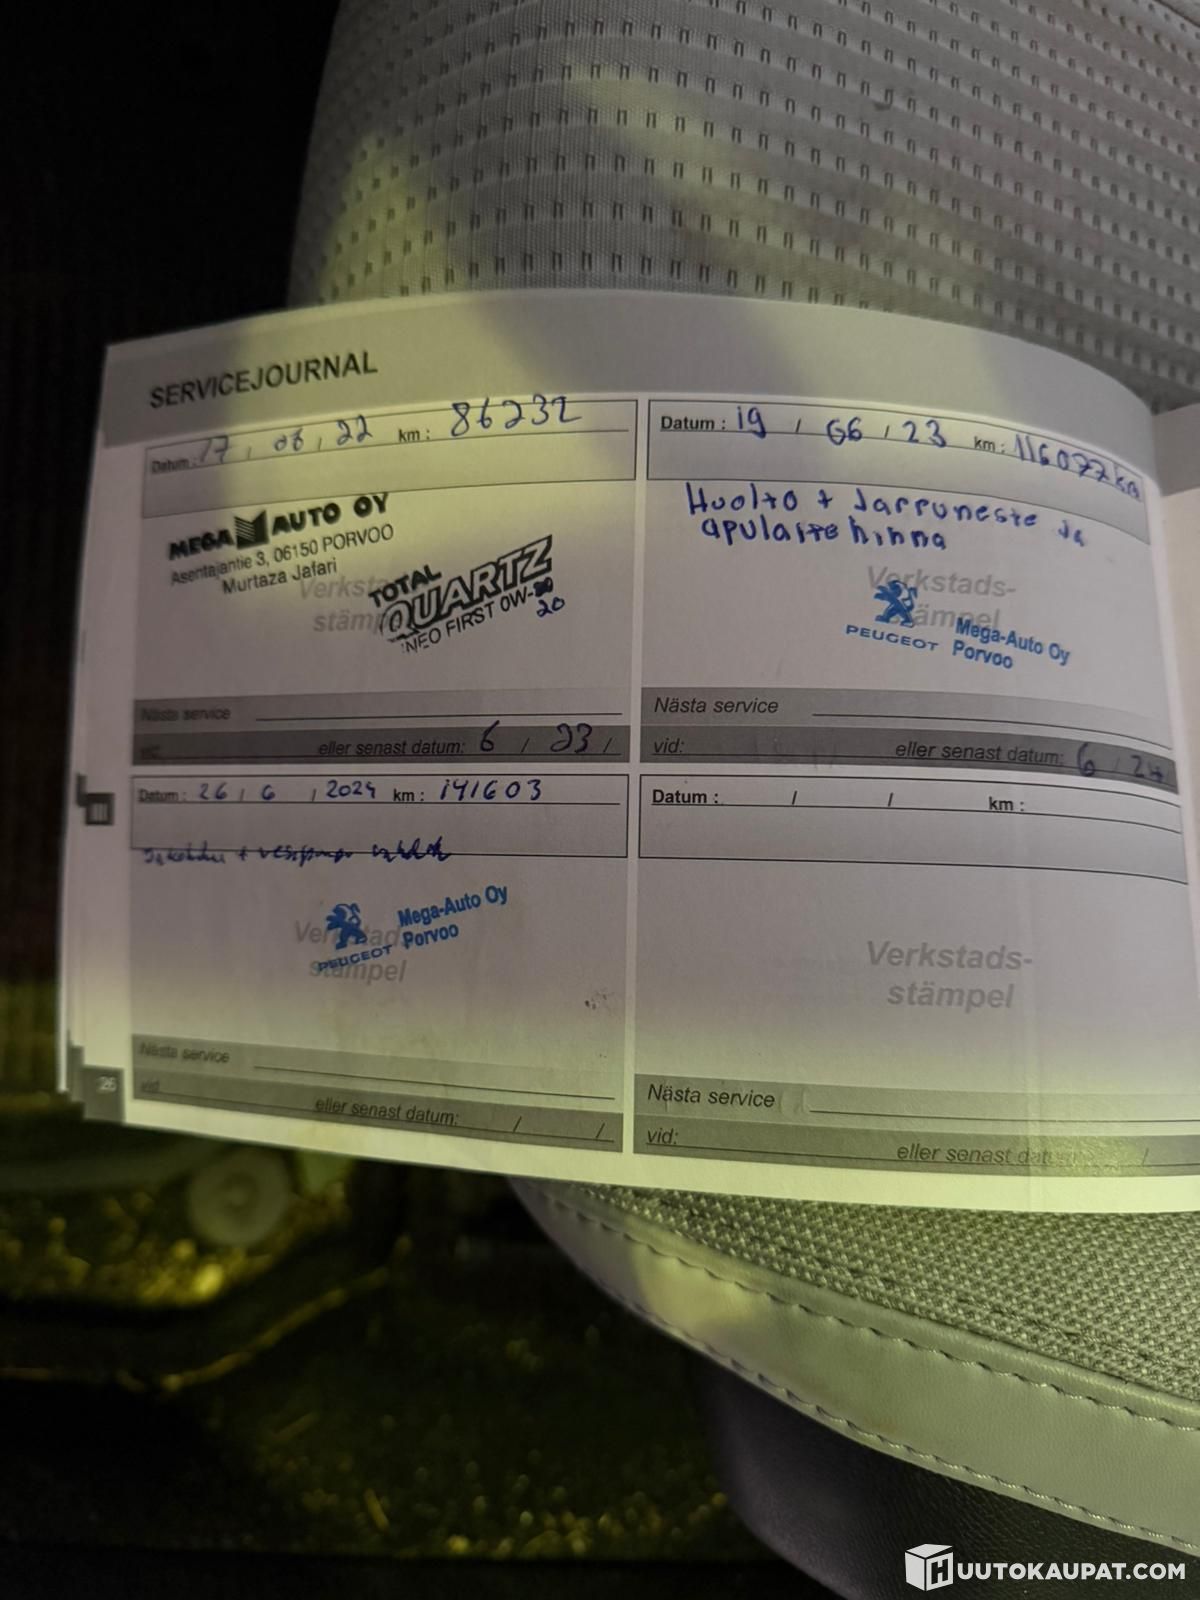 SERVICEJOURNAL
Datum : 17 / 06 / 22 km : 86232
MEGA AUTO OY
Asentajantie 3, 06150 PORVOO
Murtaza Jafari
Verkstads-
stämpel
TOTAL
QUARTZ
INEO FIRST 0W-
20
Nästa service
vid: eller senast datum: 6 / 23 /
Datum : 19 / 06 / 23 km : 116077 km
Huolto + Jarruneste ja
apulaitehihna
Verkstads-
stämpel
PEUGEOT
Mega-Auto Oy
Porvoo
Nästa service
vid: eller senast datum: 6 / 24
Datum : 26 / 6 / 2024 km : 141603
Verkstads-
stämpel
PEUGEOT
Mega-Auto Oy
Porvoo
Nästa service
vid eller senast datum: / /
Datum : / / km :
Verkstads-
stämpel
Nästa service
vid: eller senast datum: /
26
HUUTOKAUPAT.COM